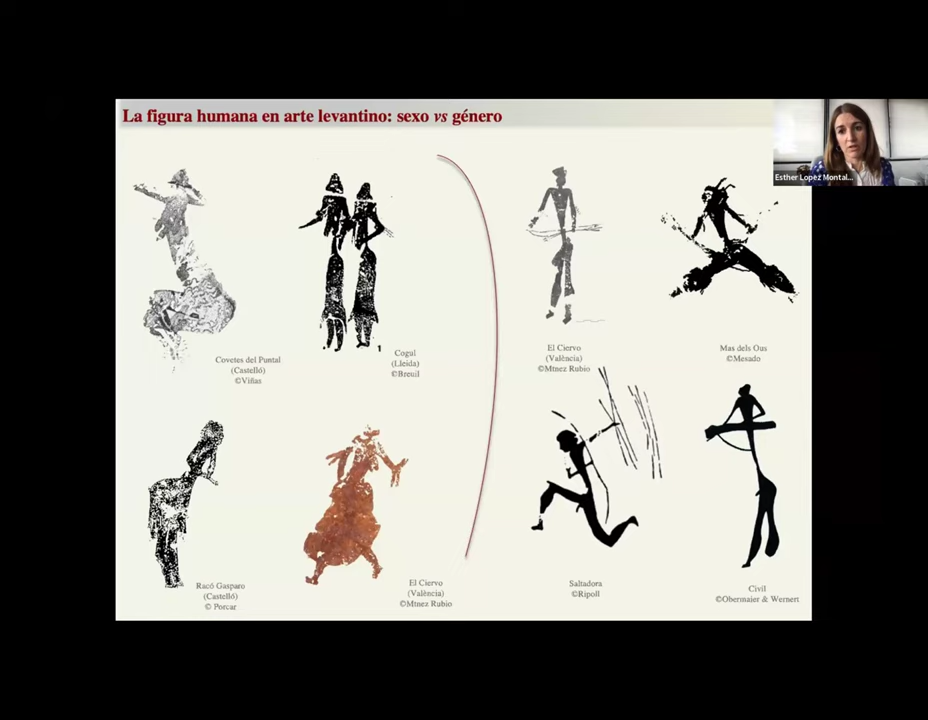 La figura humana en arte levantino: sexo vs género
Esther Lopez Montal...
Covetes del Puntal
(Castelló)
©Viñas
1
Cogul
(Lleida)
©Breuil
El Ciervo
(València)
©Mtnez Rubio
Mas dels Ous
©Mesado
Racó Gasparo
(Castelló)
© Porcar
El Ciervo
(València)
©Mtnez Rubio
Saltadora
©Ripoll
Civil
©Obermaier & Wernert